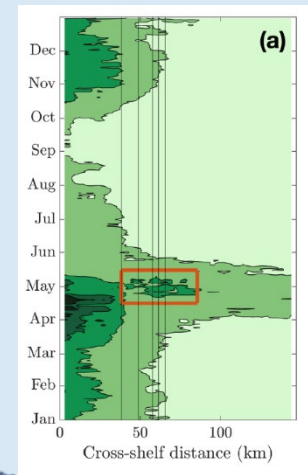 (a)
Dec
Nov
Oct
Sep
Aug
Jul
Jun
May
Apr
Mar
Feb
Jan
0 50 100
Cross-shelf distance (km)